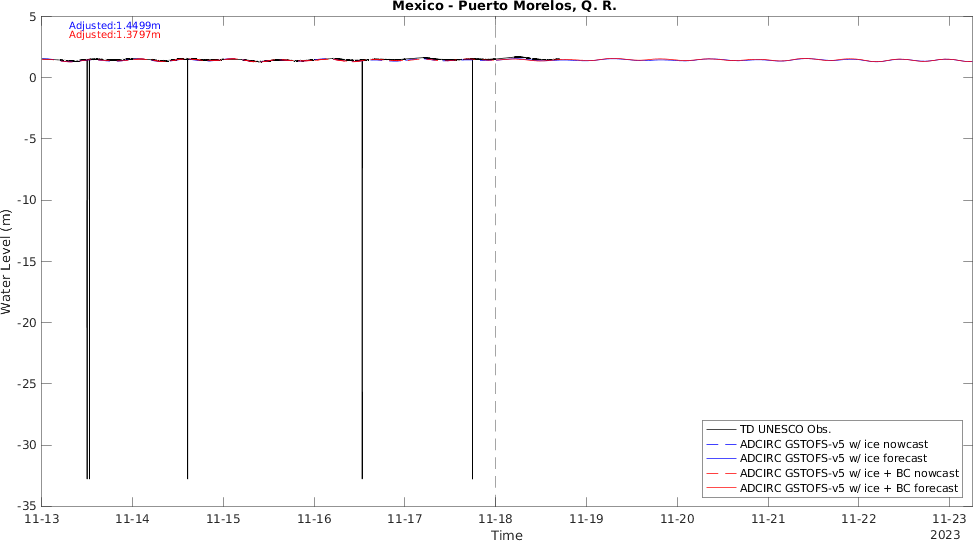 Mexico - Puerto Morelos, Q. R.
Adjusted:1.4499m
Adjusted:1.3797m
5
0
-5
-10
-15
-20
-25
-30
-35
Water Level (m)
TD UNESCO Obs.
ADCIRC GSTOFS-v5 w/ ice nowcast
ADCIRC GSTOFS-v5 w/ ice forecast
ADCIRC GSTOFS-v5 w/ ice + BC nowcast
ADCIRC GSTOFS-v5 w/ ice + BC forecast
11-13 11-14 11-15 11-16 11-17 11-18 11-19 11-20 11-21 11-22 11-23
Time 2023